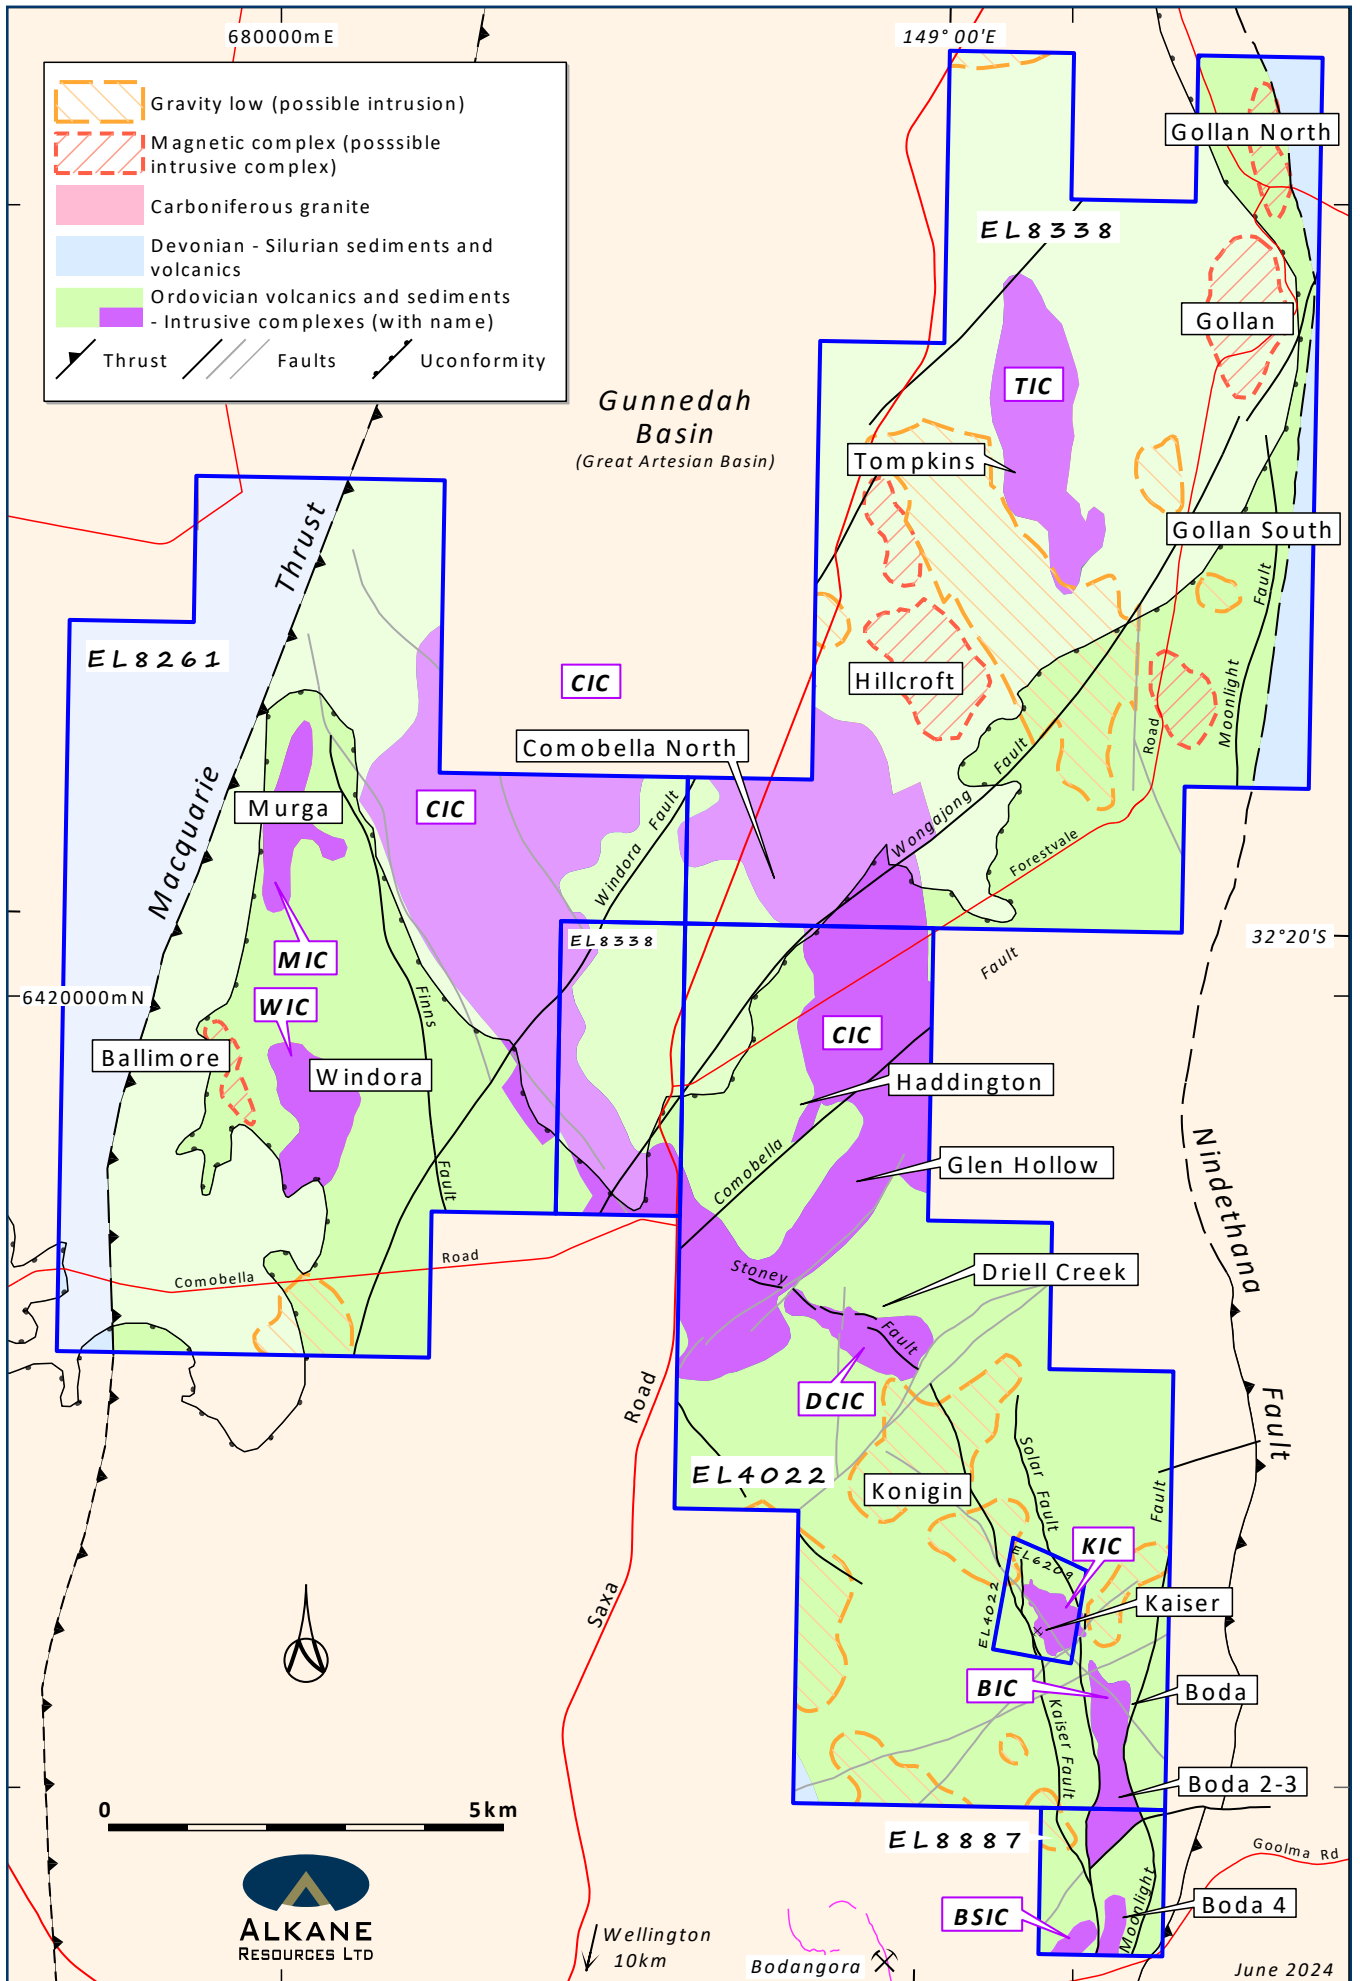 680000mE
149° 00'E
Gravity low (possible intrusion)
Magnetic complex (posssible
intrusive complex)
Carboniferous granite
Devonian - Silurian sediments and
volcanics
Ordovician volcanics and sediments
- Intrusive complexes (with name)
Thrust
Faults
Uconformity
Gollan North
EL8338
Gollan
TIC
Gunnedah
Basin
(Great Artesian Basin)
Tompkins
Gollan South
Thrust
Fault
Moonlight
EL8261
CIC
Hillcroft
Comobella North
Road
Fault
Wongajong
Forestvale
Macquarie
Murga
CIC
Windora
Fault
EL8338
32°20'S
Fault
MIC
6420000mN
WIC
Finns
CIC
Ballimore
Windora
Haddington
Comobella
Glen Hollow
Fault
Nindethana
Fault
Comobella
Road
Stoney
Fault
Driell Creek
DCIC
Road
Saxa
EL4022
Konigin
Solar Fault
Fault
EL6209
KIC
EL4022
Kaiser
BIC
Boda
Kaiser Fault
Boda 2-3
0
5km
EL8887
Goolma Rd
Boda 4
BSIC
Moonlight
ALKANE
RESOURCES LTD
Wellington
10km
Bodangora
June 2024